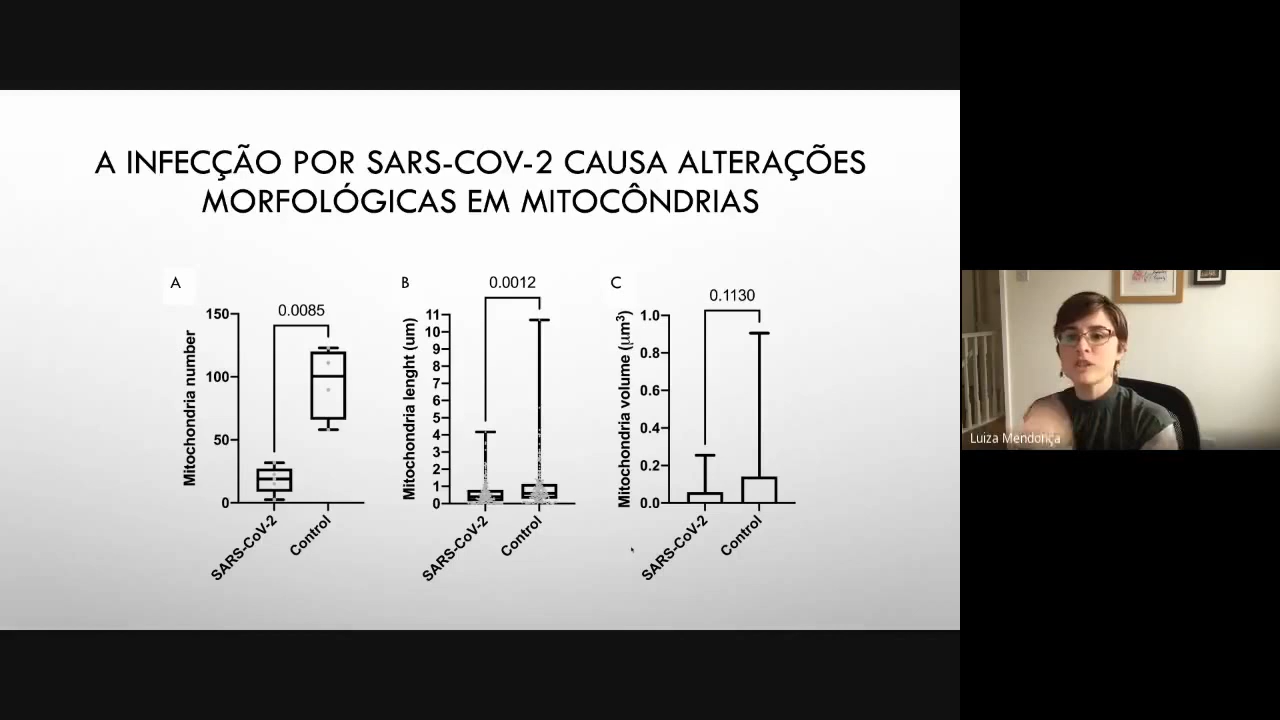 A INFECÇÃO POR SARS-COV-2 CAUSA ALTERAÇÕES
MORFOLÓGICAS EM MITOCÔNDRIAS
A
0.0085
Mitochondria number
150
100
50
0
SARS-CoV-2
Control
B
0.0012
Mitochondria lenght (um)
11
10
9
8
7
6
5
4
3
2
1
0
SARS-CoV-2
Control
C
0.1130
Mitochondria volume (µm³)
1.0
0.8
0.6
0.4
0.2
0.0
SARS-CoV-2
Control
Luiza Mendonça